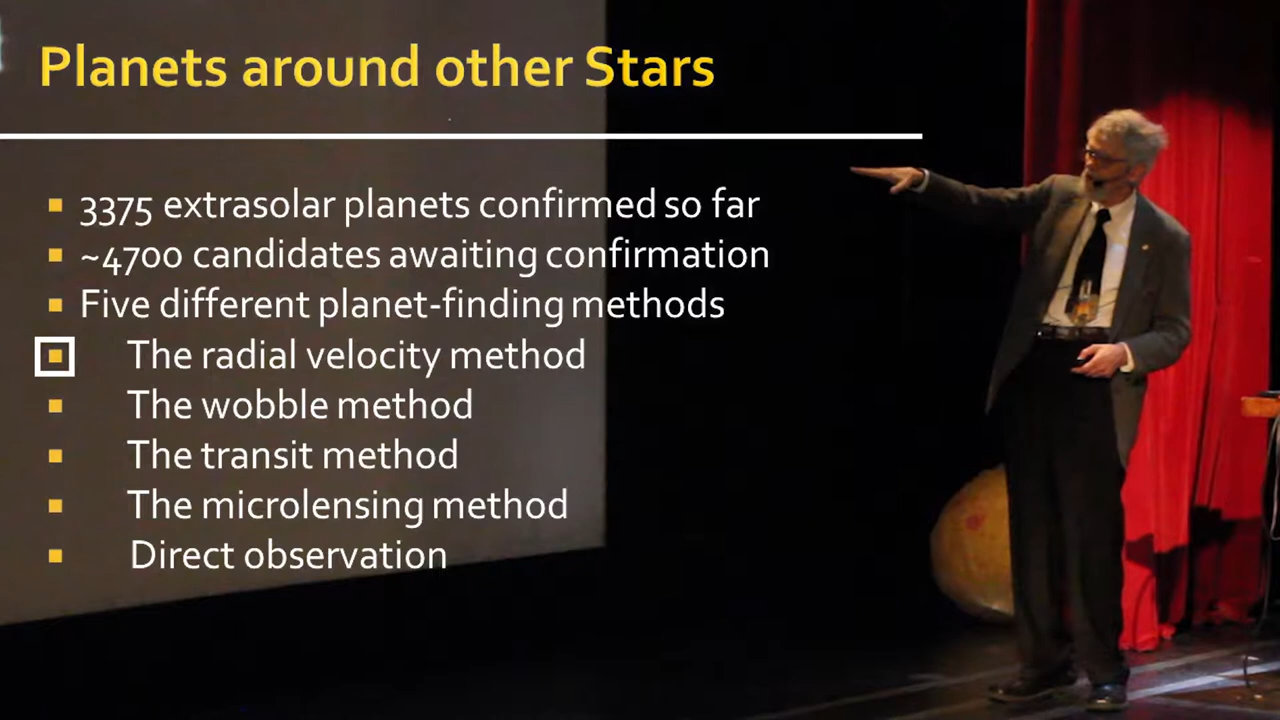 Planets around other Stars
3375 extrasolar planets confirmed so far
~4700 candidates awaiting confirmation
Five different planet-finding methods
The radial velocity method
The wobble method
The transit method
The microlensing method
Direct observation